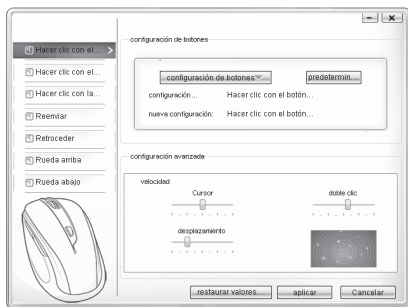 Hacer clic con el...
Hacer clic con el...
Hacer clic con la...
Reenviar
Retroceder
Rueda arriba
Rueda abajo
configuración de botones
configuración de botones
predetermin...
configuración...
Hacer clic con el botón...
nueva configuración:
Hacer clic con el botón...
configuración avanzada
velocidad
Cursor
doble clic
desplazamiento
restaurar valores...
aplicar
Cancelar